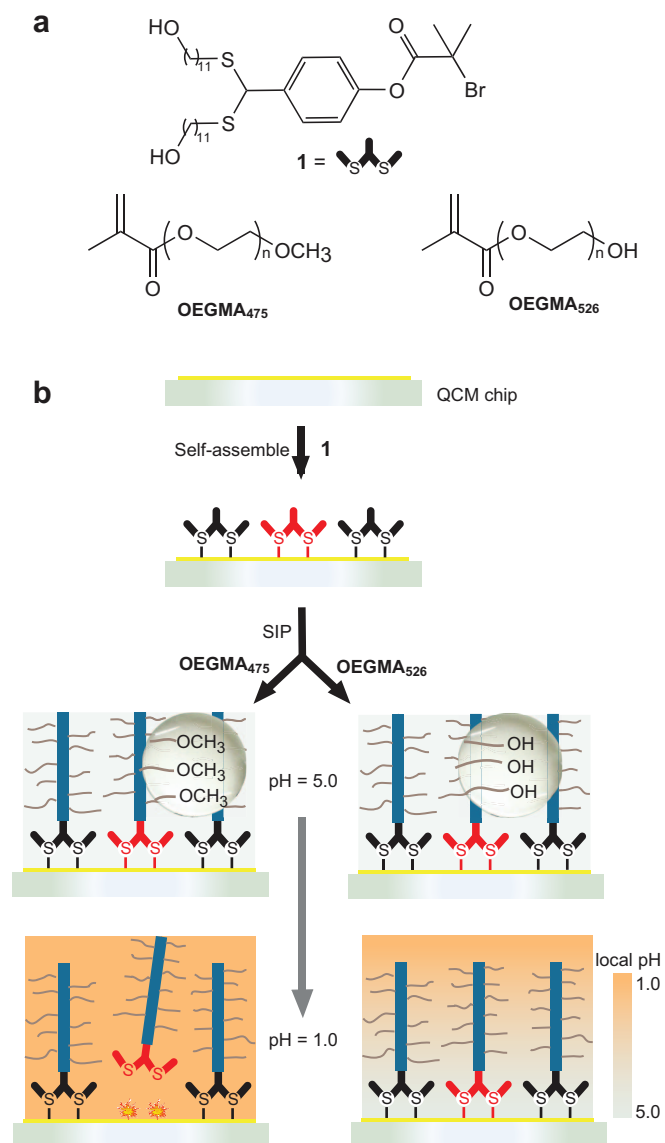 a
HO
11
S
S
11
HO
O
O
Br
1 =
S S
O
O
n
OCH₃
OEGMA₄₇₅
O
O
n
OH
OEGMA₅₂₆
b
QCM chip
Self-assemble 1
S S S S S S
SIP
OEGMA₄₇₅ OEGMA₅₂₆
OCH₃
OCH₃
OCH₃
pH = 5.0
OH
OH
OH
S S S S S S
S S S S S S
local pH
1.0
pH = 1.0
S S
S S S S
S S S S S S
5.0